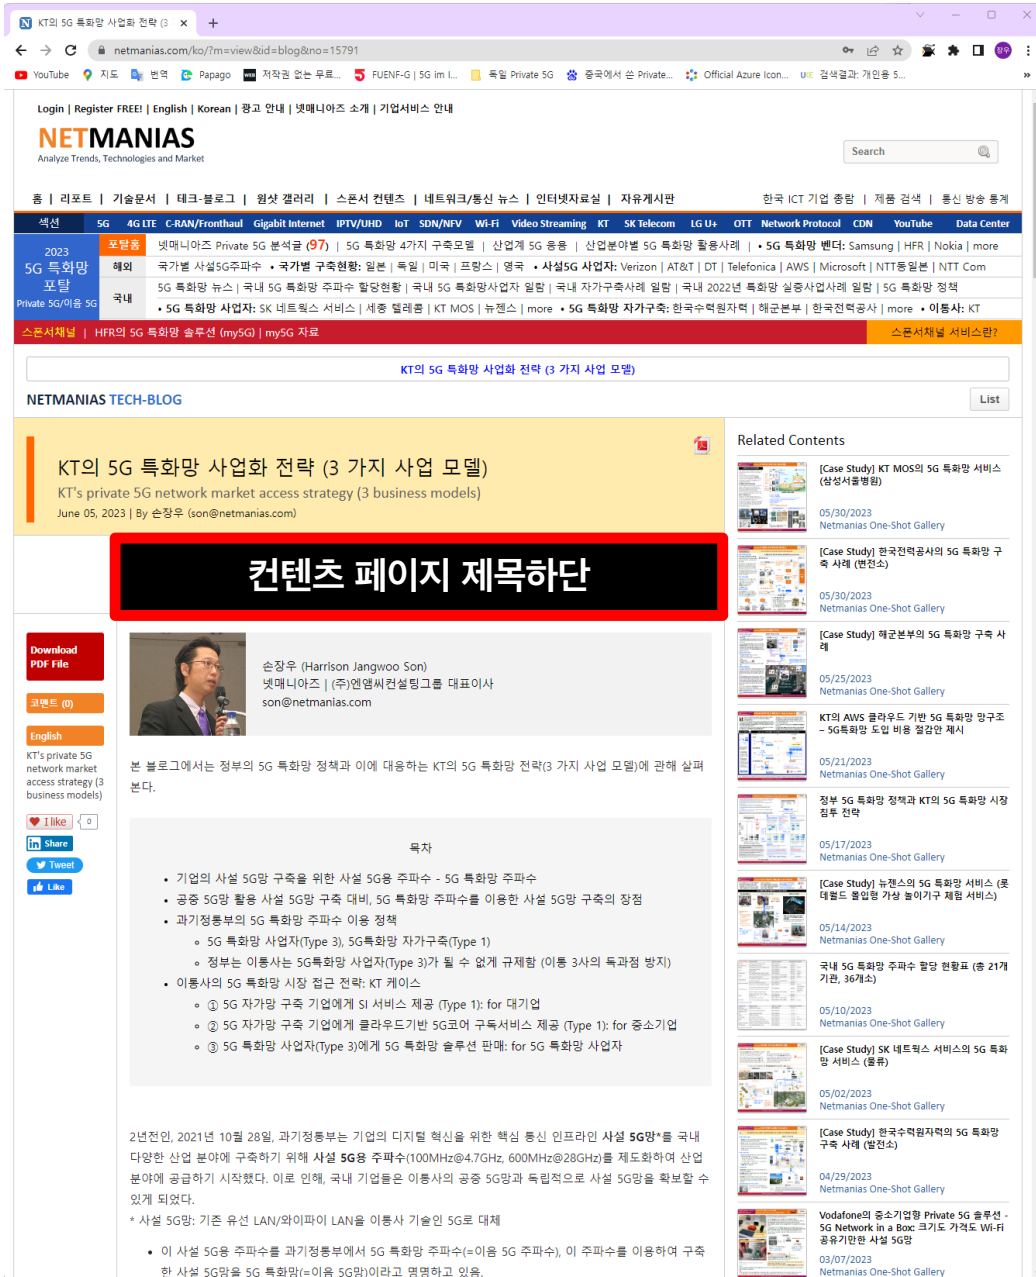 KT의 5G 특화망 사업화 전략 (3
netmanias.com/ko/?m=view&id=blog&no=15791
장우
YouTube 지도 번역 Papago 저작권 없는 무료... FUENF-G | 5G im I... 독일 Private 5G 중국에서 쓴 Private... Official Azure Icon... 검색결과: 개인용 5...
Login | Register FREE! | English | Korean | 광고 안내 | 넷매니아즈 소개 | 기업서비스 안내
NETMANIAS
Analyze Trends, Technologies and Market
Search
홈 | 리포트 | 기술문서 | 테크-블로그 | 원샷 갤러리 | 스폰서 컨텐츠 | 네트워크/통신 뉴스 | 인터넷자료실 | 자유게시판 한국 ICT 기업 총람 | 제품 검색 | 통신 방송 통계
섹션 5G 4G LTE C-RAN/Fronthaul Gigabit Internet IPTV/UHD IoT SDN/NFV Wi-Fi Video Streaming KT SK Telecom LG U+ OTT Network Protocol CDN YouTube Data Center
2023
5G 특화망
포탈
Private 5G/이음 5G
포탈홈 넷매니아즈 Private 5G 분석글 (97) | 5G 특화망 4가지 구축모델 | 산업계 5G 응용 | 산업분야별 5G 특화망 활용사례 | • 5G 특화망 벤더: Samsung | HFR | Nokia | more
해외 국가별 사설5G주파수 • 국가별 구축현황: 일본 | 독일 | 미국 | 프랑스 | 영국 • 사설5G 사업자: Verizon | AT&T | DT | Telefonica | AWS | Microsoft | NTT동일본 | NTT Com
국내 5G 특화망 뉴스 | 국내 5G 특화망 주파수 할당현황 | 국내 5G 특화망사업자 일람 | 국내 자가구축사례 일람 | 국내 2022년 특화망 실증사업사례 일람 | 5G 특화망 정책
• 5G 특화망 사업자: SK 네트웍스 서비스 | 세종 텔레콤 | KT MOS | 뉴젠스 | more • 5G 특화망 자가구축: 한국수력원자력 | 해군본부 | 한국전력공사 | more • 이통사: KT
스폰서채널 | HFR의 5G 특화망 솔루션 (my5G) | my5G 자료 스폰서채널 서비스란?
KT의 5G 특화망 사업화 전략 (3 가지 사업 모델)
NETMANIAS TECH-BLOG
List
KT의 5G 특화망 사업화 전략 (3 가지 사업 모델)
KT's private 5G network market access strategy (3 business models)
June 05, 2023 | By 손장우 (son@netmanias.com)
컨텐츠 페이지 제목하단
Download
PDF File
코멘트 (0)
English
KT's private 5G
network market
access strategy (3
business models)
I like 0
in Share
Tweet
Like
손장우 (Harrison Jangwoo Son)
넷매니아즈 | (주)엔앰씨컨설팅그룹 대표이사
son@netmanias.com
본 블로그에서는 정부의 5G 특화망 정책과 이에 대응하는 KT의 5G 특화망 전략(3 가지 사업 모델)에 관해 살펴
본다.
목차
• 기업의 사설 5G망 구축을 위한 사설 5G용 주파수 - 5G 특화망 주파수
• 공중 5G망 활용 사설 5G망 구축 대비, 5G 특화망 주파수를 이용한 사설 5G망 구축의 장점
• 과기정통부의 5G 특화망 주파수 이용 정책
◦ 5G 특화망 사업자(Type 3), 5G특화망 자가구축(Type 1)
◦ 정부는 이통사는 5G특화망 사업자(Type 3)가 될 수 없게 규제함 (이통 3사의 독과점 방지)
• 이통사의 5G 특화망 시장 접근 전략: KT 케이스
◦ ① 5G 자가망 구축 기업에게 SI 서비스 제공 (Type 1): for 대기업
◦ ② 5G 자가망 구축 기업에게 클라우드기반 5G코어 구독서비스 제공 (Type 1): for 중소기업
◦ ③ 5G 특화망 사업자(Type 3)에게 5G 특화망 솔루션 판매: for 5G 특화망 사업자
2년전인, 2021년 10월 28일, 과기정통부는 기업의 디지털 혁신을 위한 핵심 통신 인프라인 사설 5G망*를 국내
다양한 산업 분야에 구축하기 위해 사설 5G용 주파수(100MHz@4.7GHz, 600MHz@28GHz)를 제도화하여 산업
분야에 공급하기 시작했다. 이로 인해, 국내 기업들은 이통사의 공중 5G망과 독립적으로 사설 5G망을 확보할 수
있게 되었다.
* 사설 5G망: 기존 유선 LAN/와이파이 LAN을 이통사 기술인 5G로 대체
• 이 사설 5G용 주파수를 과기정통부에서 5G 특화망 주파수(=이음 5G 주파수), 이 주파수를 이용하여 구축
한 사설 5G망을 5G 특화망(=이음 5G망)이라고 명명하고 있음.
Related Contents
[Case Study] KT MOS의 5G 특화망 서비스
(삼성서울병원)
05/30/2023
Netmanias One-Shot Gallery
[Case Study] 한국전력공사의 5G 특화망 구
축 사례 (변전소)
05/30/2023
Netmanias One-Shot Gallery
[Case Study] 해군본부의 5G 특화망 구축 사
례
05/25/2023
Netmanias One-Shot Gallery
KT의 AWS 클라우드 기반 5G 특화망 망구조
– 5G특화망 도입 비용 절감안 제시
05/21/2023
Netmanias One-Shot Gallery
정부 5G 특화망 정책과 KT의 5G 특화망 시장
침투 전략
05/17/2023
Netmanias One-Shot Gallery
[Case Study] 뉴젠스의 5G 특화망 서비스 (롯
데월드 몰입형 가상 놀이기구 체험 서비스)
05/14/2023
Netmanias One-Shot Gallery
국내 5G 특화망 주파수 할당 현황표 (총 21개
기관, 36개소)
05/10/2023
Netmanias One-Shot Gallery
[Case Study] SK 네트웍스 서비스의 5G 특화
망 서비스 (물류)
05/02/2023
Netmanias One-Shot Gallery
[Case Study] 한국수력원자력의 5G 특화망
구축 사례 (발전소)
04/29/2023
Netmanias One-Shot Gallery
Vodafone의 중소기업향 Private 5G 솔루션 -
5G Network in a Box: 크기도 가격도 Wi-Fi
공유기만한 사설 5G망
03/07/2023
Netmanias One-Shot Gallery